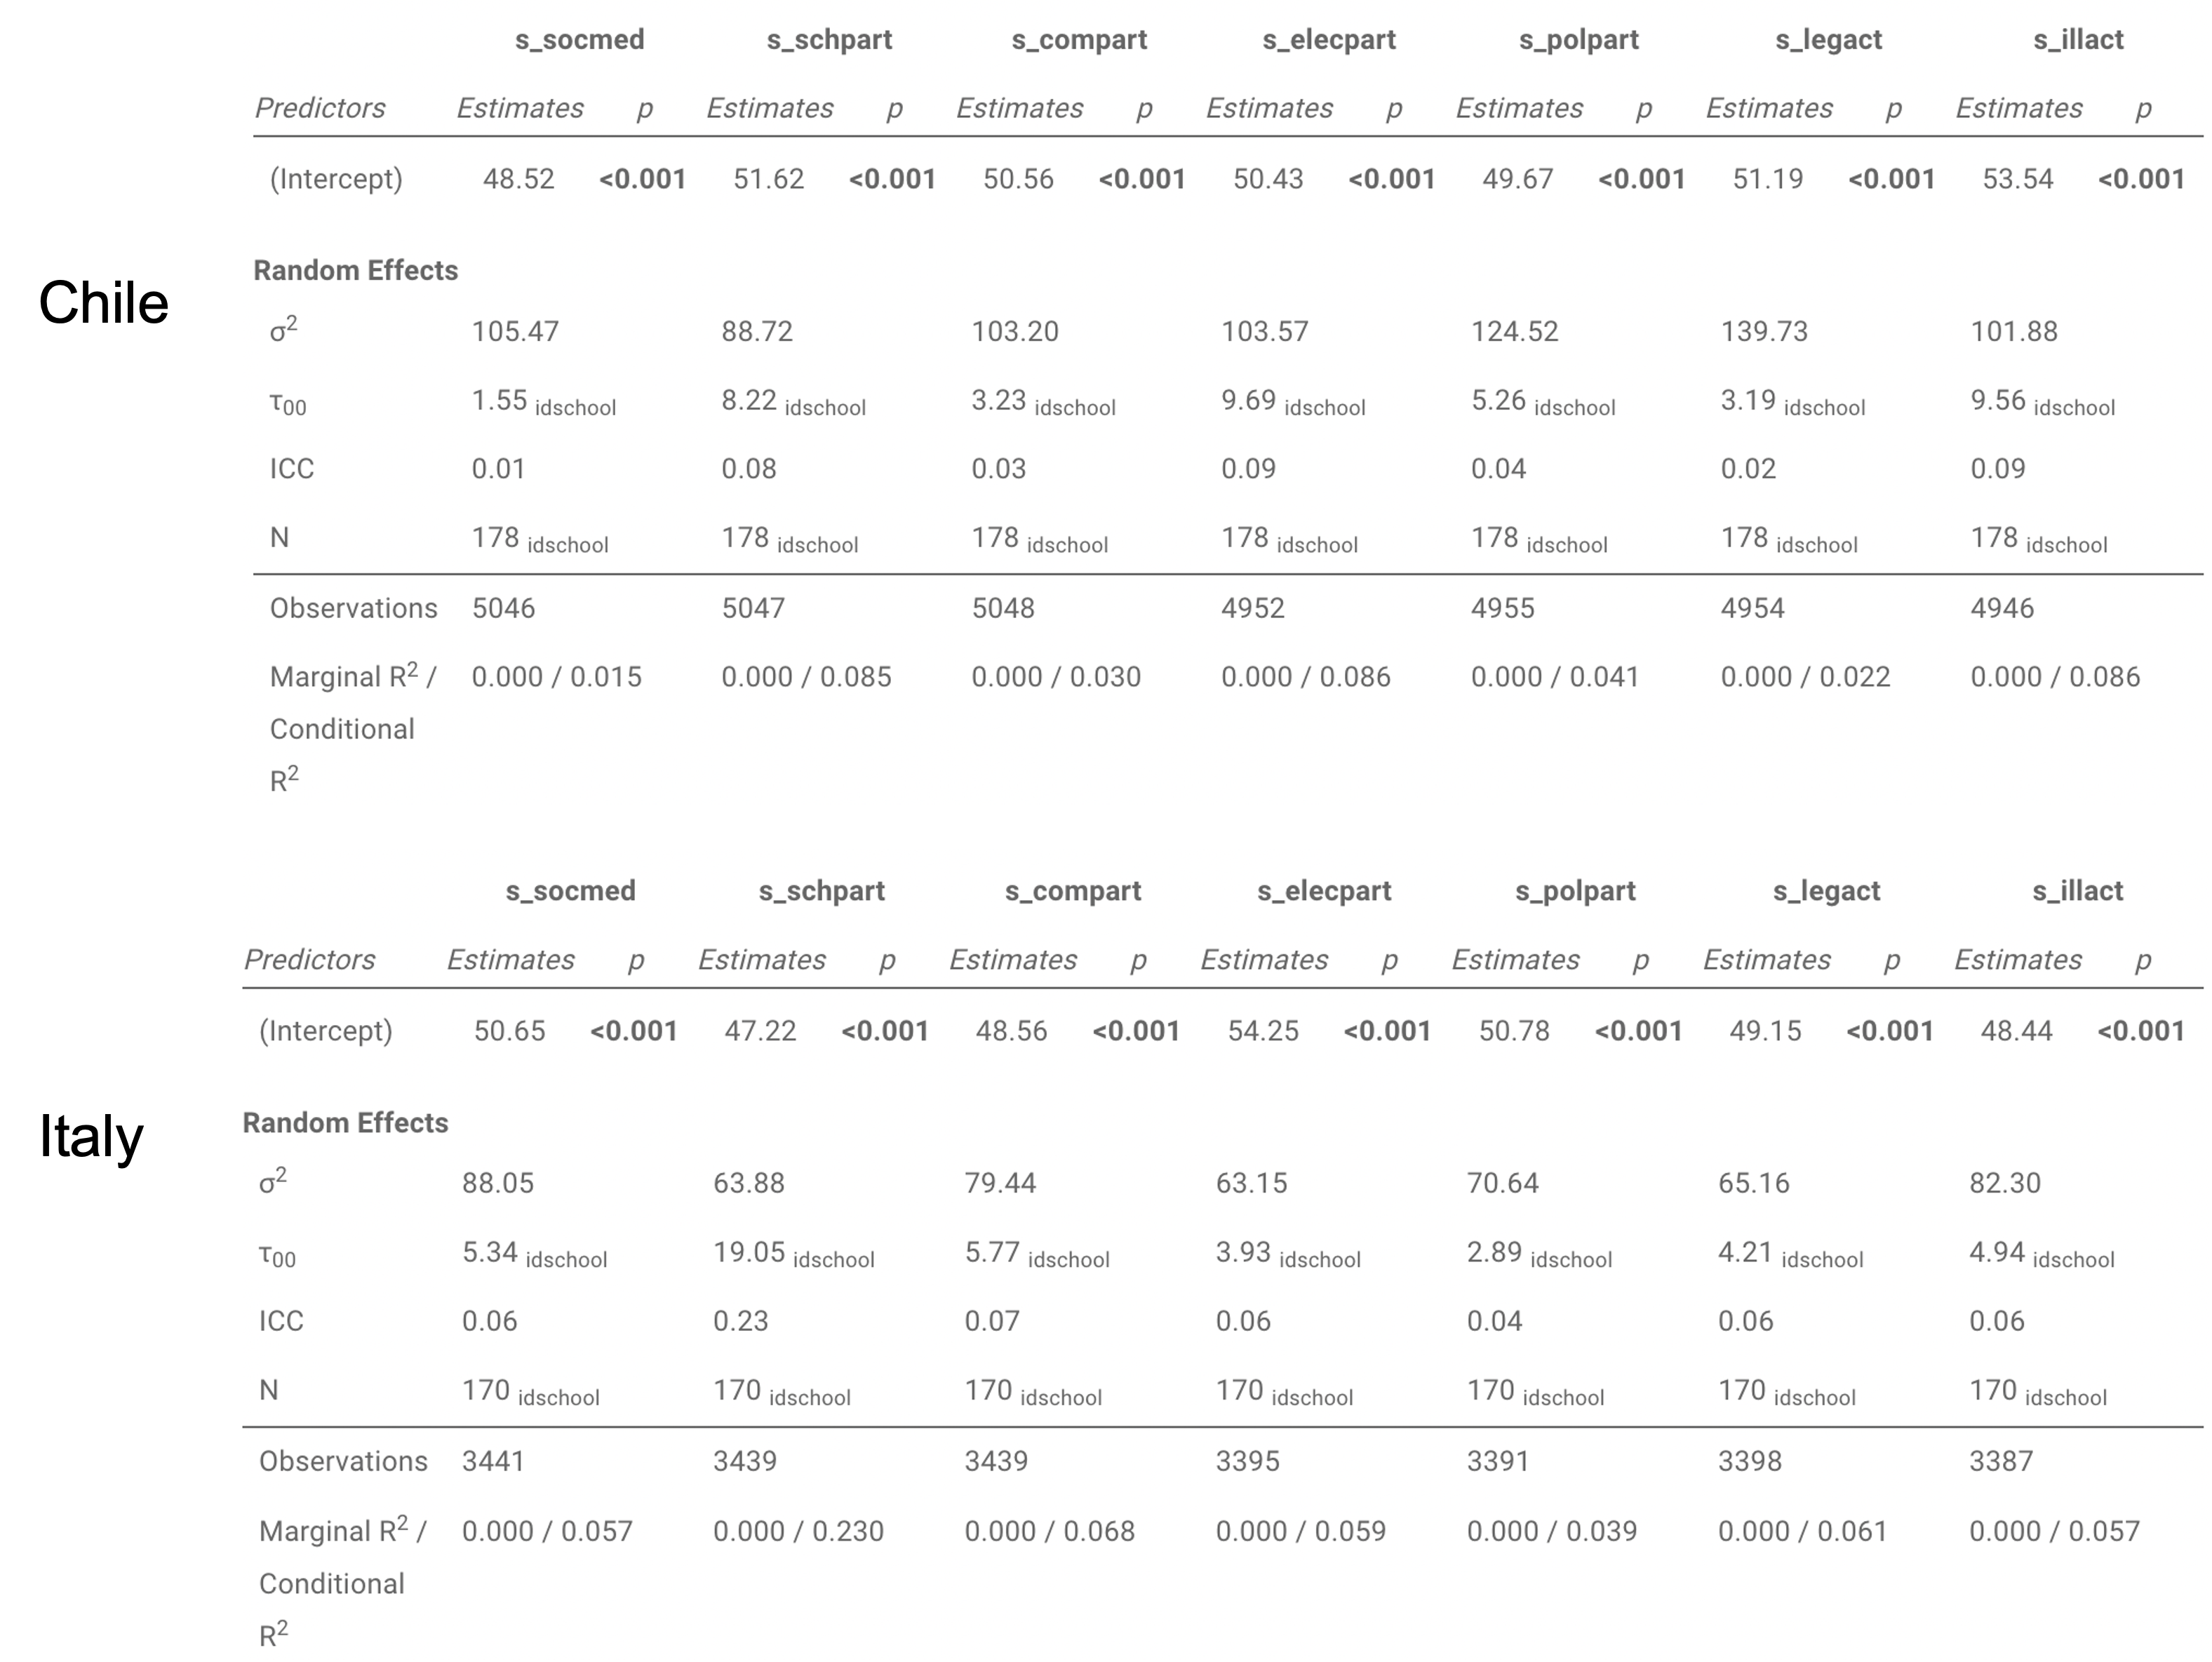 s_socmed s_schpart s_compart s_elecpart s_polpart s_legact s_illact
Predictors Estimates p Estimates p Estimates p Estimates p Estimates p Estimates p Estimates p
(Intercept) 48.52 <0.001 51.62 <0.001 50.56 <0.001 50.43 <0.001 49.67 <0.001 51.19 <0.001 53.54 <0.001
Random Effects
Chile
σ2 105.47 88.72 103.20 103.57 124.52 139.73 101.88
τ00 1.55 idschool 8.22 idschool 3.23 idschool 9.69 idschool 5.26 idschool 3.19 idschool 9.56 idschool
ICC 0.01 0.08 0.03 0.09 0.04 0.02 0.09
N 178 idschool 178 idschool 178 idschool 178 idschool 178 idschool 178 idschool 178 idschool
Observations 5046 5047 5048 4952 4955 4954 4946
Marginal R2 / 0.000 / 0.015 0.000 / 0.085 0.000 / 0.030 0.000 / 0.086 0.000 / 0.041 0.000 / 0.022 0.000 / 0.086
Conditional
R2
s_socmed s_schpart s_compart s_elecpart s_polpart s_legact s_illact
Predictors Estimates p Estimates p Estimates p Estimates p Estimates p Estimates p Estimates p
(Intercept) 50.65 <0.001 47.22 <0.001 48.56 <0.001 54.25 <0.001 50.78 <0.001 49.15 <0.001 48.44 <0.001
Random Effects
Italy
σ2 88.05 63.88 79.44 63.15 70.64 65.16 82.30
τ00 5.34 idschool 19.05 idschool 5.77 idschool 3.93 idschool 2.89 idschool 4.21 idschool 4.94 idschool
ICC 0.06 0.23 0.07 0.06 0.04 0.06 0.06
N 170 idschool 170 idschool 170 idschool 170 idschool 170 idschool 170 idschool 170 idschool
Observations 3441 3439 3439 3395 3391 3398 3387
Marginal R2 / 0.000 / 0.057 0.000 / 0.230 0.000 / 0.068 0.000 / 0.059 0.000 / 0.039 0.000 / 0.061 0.000 / 0.057
Conditional
R2